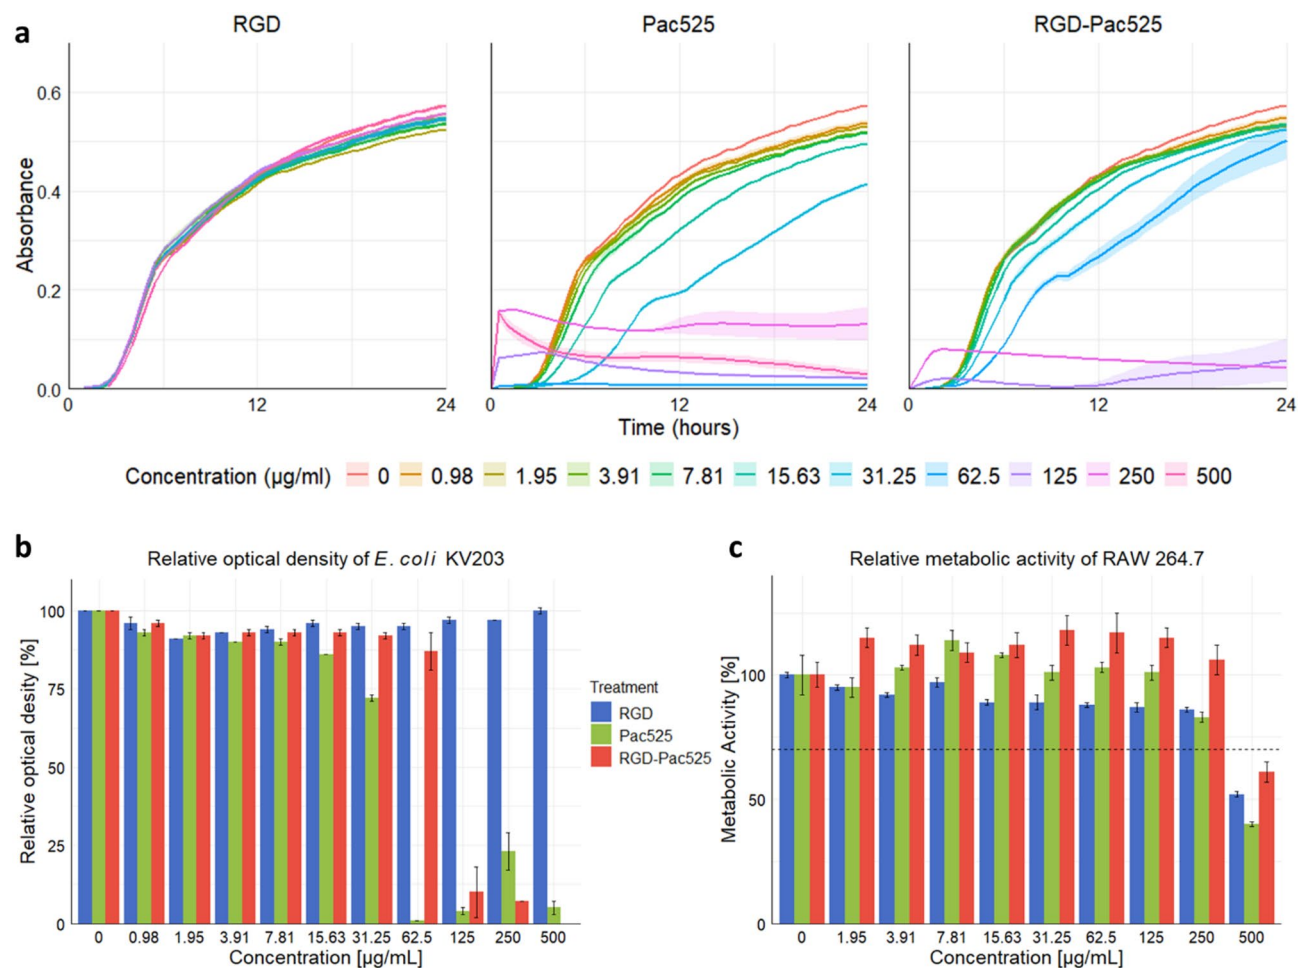 a
RGD
Pac525
RGD-Pac525
Absorbance
0.6
0.4
0.2
0.0
0 12 24
0 12 24
0 12 24
Time (hours)
Concentration (µg/ml) 0 0.98 1.95 3.91 7.81 15.63 31.25 62.5 125 250 500
b
Relative optical density of E. coli KV203
Relative optical desity [%]
100
75
50
25
0
0 0.98 1.95 3.91 7.81 15.63 31.25 62.5 125 250 500
Concentration [µg/mL]
Treatment
RGD
Pac525
RGD-Pac525
c
Relative metabolic activity of RAW 264.7
Metabolic Activity [%]
100
50
0
0 1.95 3.91 7.81 15.63 31.25 62.5 125 250 500
Concentration [µg/mL]